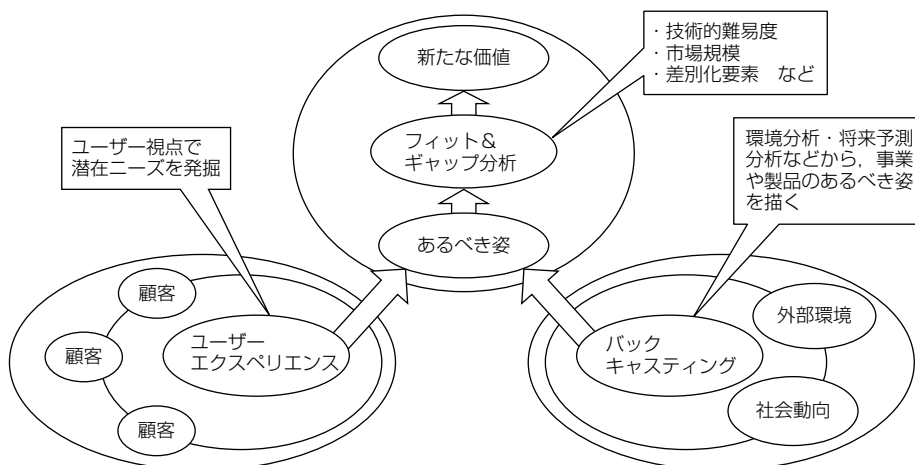 新たな価値
・技術的難易度
・市場規模
・差別化要素　など
フィット＆
ギャップ分析
ユーザー視点で
潜在ニーズを発掘
環境分析・将来予測
分析などから，事業
や製品のあるべき姿
を描く
あるべき姿
顧客
顧客
顧客
ユーザー
エクスペリエンス
バック
キャスティング
外部環境
社会動向